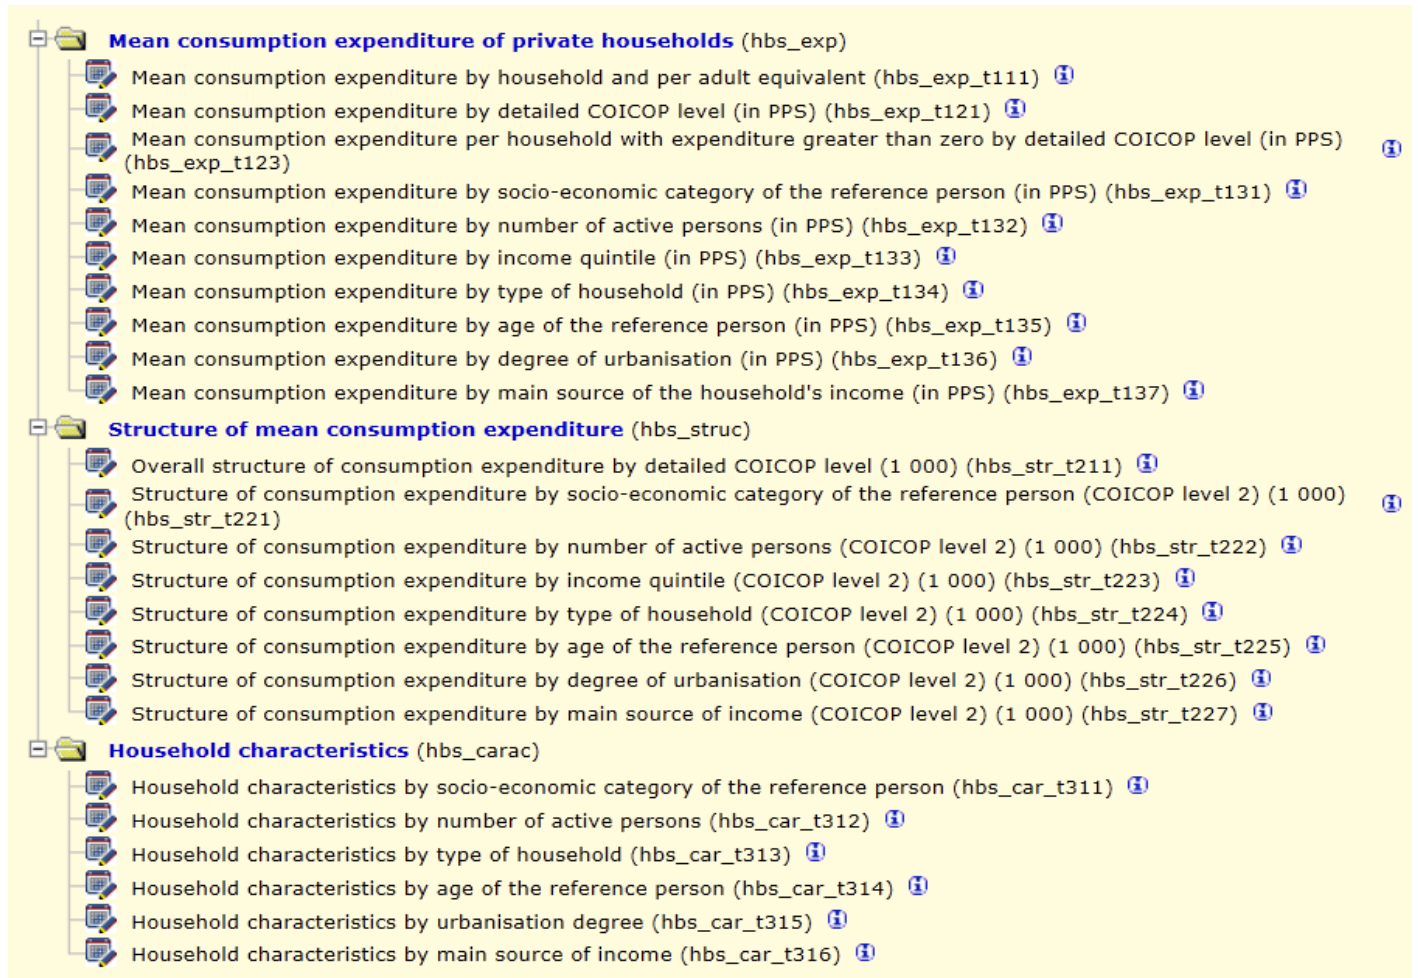 Mean consumption expenditure of private households (hbs_exp)
Mean consumption expenditure by household and per adult equivalent (hbs_exp_t111)
Mean consumption expenditure by detailed COICOP level (in PPS) (hbs_exp_t121)
Mean consumption expenditure per household with expenditure greater than zero by detailed COICOP level (in PPS)
(hbs_exp_t123)
Mean consumption expenditure by socio-economic category of the reference person (in PPS) (hbs_exp_t131)
Mean consumption expenditure by number of active persons (in PPS) (hbs_exp_t132)
Mean consumption expenditure by income quintile (in PPS) (hbs_exp_t133)
Mean consumption expenditure by type of household (in PPS) (hbs_exp_t134)
Mean consumption expenditure by age of the reference person (in PPS) (hbs_exp_t135)
Mean consumption expenditure by degree of urbanisation (in PPS) (hbs_exp_t136)
Mean consumption expenditure by main source of the household's income (in PPS) (hbs_exp_t137)
Structure of mean consumption expenditure (hbs_struc)
Overall structure of consumption expenditure by detailed COICOP level (1 000) (hbs_str_t211)
Structure of consumption expenditure by socio-economic category of the reference person (COICOP level 2) (1 000)
(hbs_str_t221)
Structure of consumption expenditure by number of active persons (COICOP level 2) (1 000) (hbs_str_t222)
Structure of consumption expenditure by income quintile (COICOP level 2) (1 000) (hbs_str_t223)
Structure of consumption expenditure by type of household (COICOP level 2) (1 000) (hbs_str_t224)
Structure of consumption expenditure by age of the reference person (COICOP level 2) (1 000) (hbs_str_t225)
Structure of consumption expenditure by degree of urbanisation (COICOP level 2) (1 000) (hbs_str_t226)
Structure of consumption expenditure by main source of income (COICOP level 2) (1 000) (hbs_str_t227)
Household characteristics (hbs_carac)
Household characteristics by socio-economic category of the reference person (hbs_car_t311)
Household characteristics by number of active persons (hbs_car_t312)
Household characteristics by type of household (hbs_car_t313)
Household characteristics by age of the reference person (hbs_car_t314)
Household characteristics by urbanisation degree (hbs_car_t315)
Household characteristics by main source of income (hbs_car_t316)